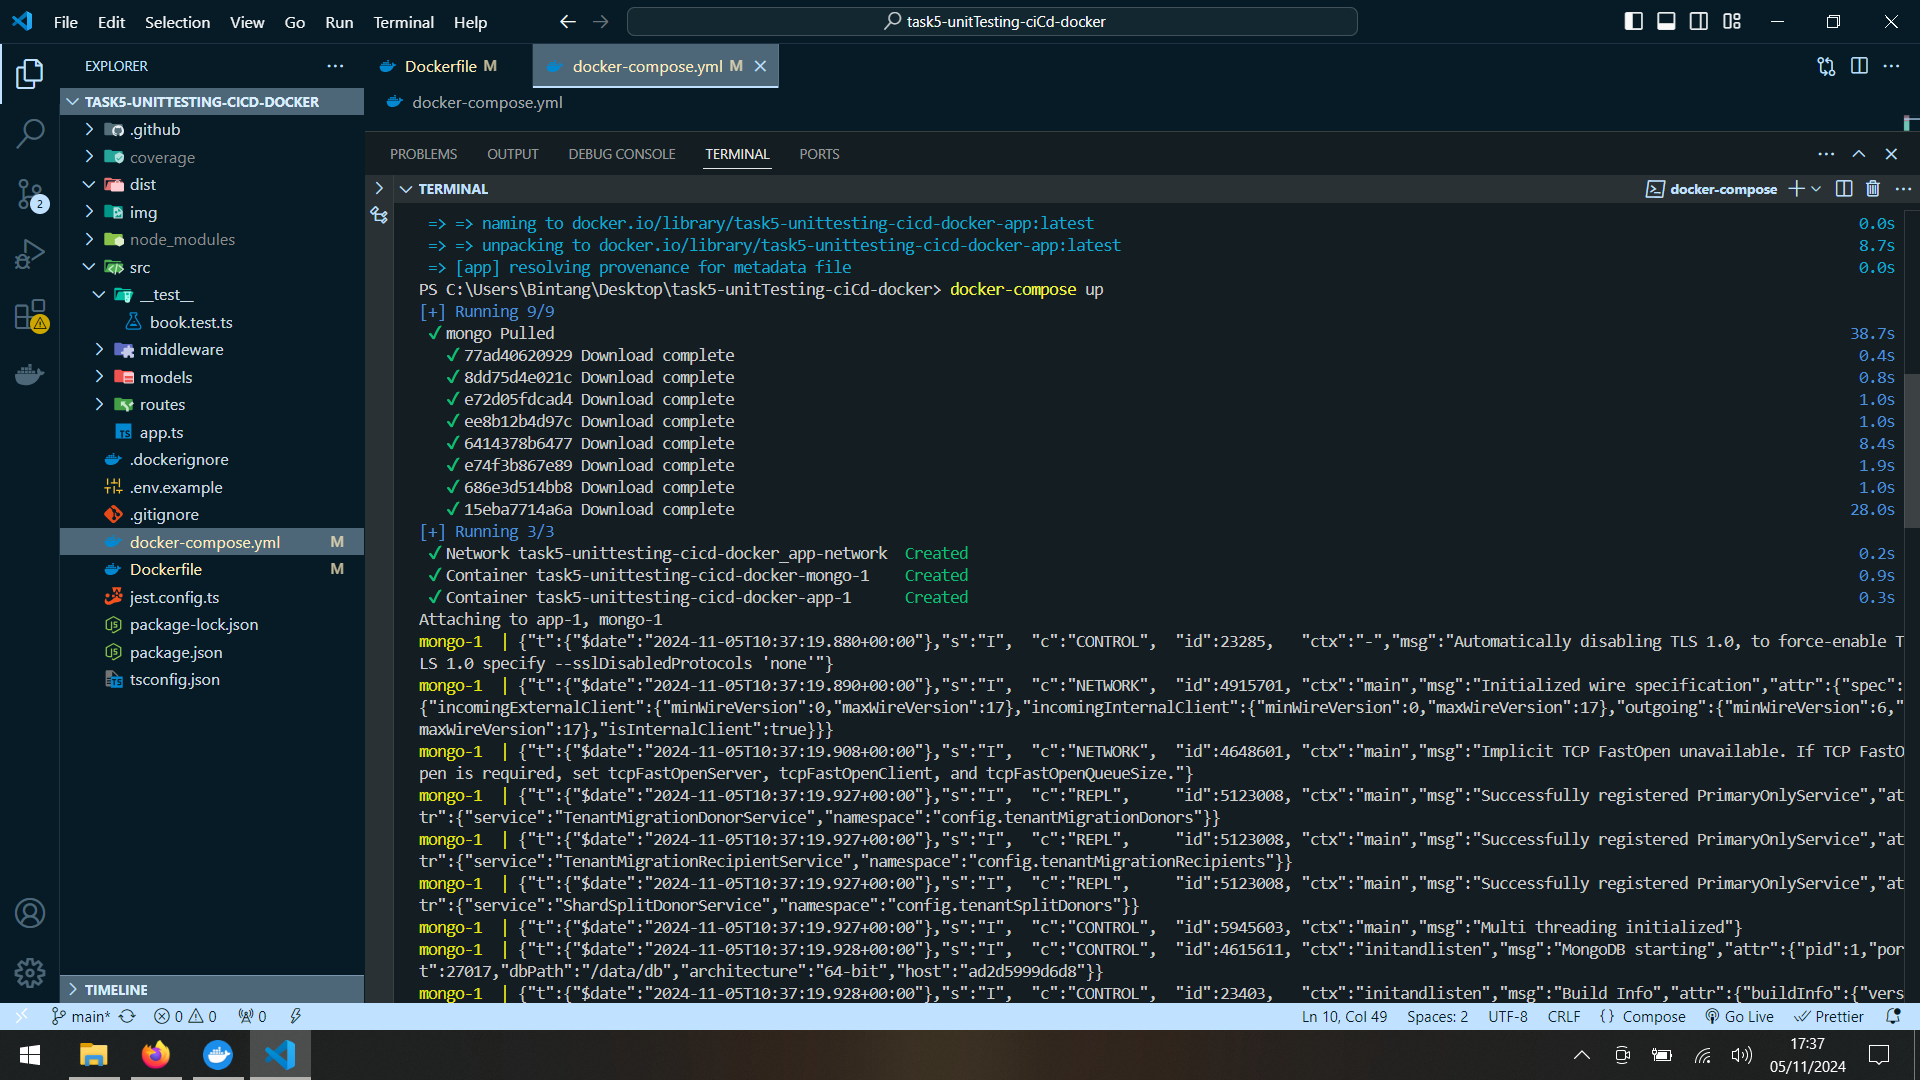 File Edit Selection View Go Run Terminal Help
task5-unitTesting-ciCd-docker
EXPLORER
Dockerfile M
docker-compose.yml M
TASK5-UNITTESTING-CICD-DOCKER
docker-compose.yml
.github
coverage
dist
img
node_modules
src
__test__
book.test.ts
middleware
models
routes
app.ts
.dockerignore
.env.example
.gitignore
docker-compose.yml M
Dockerfile M
jest.config.ts
package-lock.json
package.json
tsconfig.json
TIMELINE
2
PROBLEMS OUTPUT DEBUG CONSOLE TERMINAL PORTS
TERMINAL
docker-compose
=> => naming to docker.io/library/task5-unittesting-cicd-docker-app:latest 0.0s
=> => unpacking to docker.io/library/task5-unittesting-cicd-docker-app:latest 8.7s
=> [app] resolving provenance for metadata file 0.0s
PS C:\Users\Bintang\Desktop\task5-unitTesting-ciCd-docker> docker-compose up
[+] Running 9/9
✓ mongo Pulled 38.7s
✓ 77ad40620929 Download complete 0.4s
✓ 8dd75d4e021c Download complete 0.8s
✓ e72d05fdcad4 Download complete 1.0s
✓ ee8b12b4d97c Download complete 1.0s
✓ 6414378b6477 Download complete 8.4s
✓ e74f3b867e89 Download complete 1.9s
✓ 686e3d514bb8 Download complete 1.0s
✓ 15eba7714a6a Download complete 28.0s
[+] Running 3/3
✓ Network task5-unittesting-cicd-docker_app-network Created 0.2s
✓ Container task5-unittesting-cicd-docker-mongo-1 Created 0.9s
✓ Container task5-unittesting-cicd-docker-app-1 Created 0.3s
Attaching to app-1, mongo-1
mongo-1 | {"t":{"$date":"2024-11-05T10:37:19.880+00:00"},"s":"I", "c":"CONTROL", "id":23285, "ctx":"-","msg":"Automatically disabling TLS 1.0, to force-enable T
LS 1.0 specify --sslDisabledProtocols 'none'"}
mongo-1 | {"t":{"$date":"2024-11-05T10:37:19.890+00:00"},"s":"I", "c":"NETWORK", "id":4915701, "ctx":"main","msg":"Initialized wire specification","attr":{"spec":
{"incomingExternalClient":{"minWireVersion":0,"maxWireVersion":17},"incomingInternalClient":{"minWireVersion":0,"maxWireVersion":17},"outgoing":{"minWireVersion":6,"
maxWireVersion":17},"isInternalClient":true}}}
mongo-1 | {"t":{"$date":"2024-11-05T10:37:19.908+00:00"},"s":"I", "c":"NETWORK", "id":4648601, "ctx":"main","msg":"Implicit TCP FastOpen unavailable. If TCP FastO
pen is required, set tcpFastOpenServer, tcpFastOpenClient, and tcpFastOpenQueueSize."}
mongo-1 | {"t":{"$date":"2024-11-05T10:37:19.927+00:00"},"s":"I", "c":"REPL", "id":5123008, "ctx":"main","msg":"Successfully registered PrimaryOnlyService","at
tr":{"service":"TenantMigrationDonorService","namespace":"config.tenantMigrationDonors"}}
mongo-1 | {"t":{"$date":"2024-11-05T10:37:19.927+00:00"},"s":"I", "c":"REPL", "id":5123008, "ctx":"main","msg":"Successfully registered PrimaryOnlyService","at
tr":{"service":"TenantMigrationRecipientService","namespace":"config.tenantMigrationRecipients"}}
mongo-1 | {"t":{"$date":"2024-11-05T10:37:19.927+00:00"},"s":"I", "c":"REPL", "id":5123008, "ctx":"main","msg":"Successfully registered PrimaryOnlyService","at
tr":{"service":"ShardSplitDonorService","namespace":"config.tenantSplitDonors"}}
mongo-1 | {"t":{"$date":"2024-11-05T10:37:19.927+00:00"},"s":"I", "c":"CONTROL", "id":5945603, "ctx":"main","msg":"Multi threading initialized"}
mongo-1 | {"t":{"$date":"2024-11-05T10:37:19.928+00:00"},"s":"I", "c":"CONTROL", "id":4615611, "ctx":"initandlisten","msg":"MongoDB starting","attr":{"pid":1,"por
t":27017,"dbPath":"/data/db","architecture":"64-bit","host":"ad2d5999d6d8"}}
mongo-1 | {"t":{"$date":"2024-11-05T10:37:19.928+00:00"},"s":"I", "c":"CONTROL", "id":23403, "ctx":"initandlisten","msg":"Build Info","attr":{"buildInfo":{"vers
main* 0 0 0 Ln 10, Col 49 Spaces: 2 UTF-8 CRLF {} Compose Go Live Prettier
17:37
05/11/2024